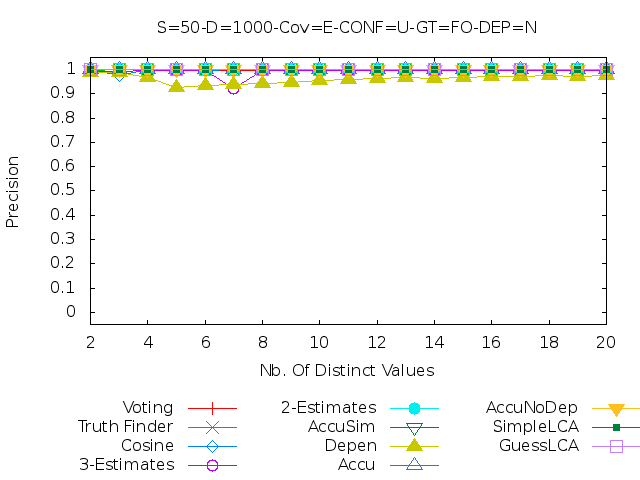 S=50-D=1000-Cov=E-CONF=U-GT=FO-DEP=N
1
0.9
0.8
0.7
0.6
0.5
0.4
0.3
0.2
0.1
0
Precision
2 4 6 8 10 12 14 16 18 20
Nb. Of Distinct Values
Voting 2-Estimates AccuNoDep
Truth Finder AccuSim SimpleLCA
Cosine Depen GuessLCA
3-Estimates Accu